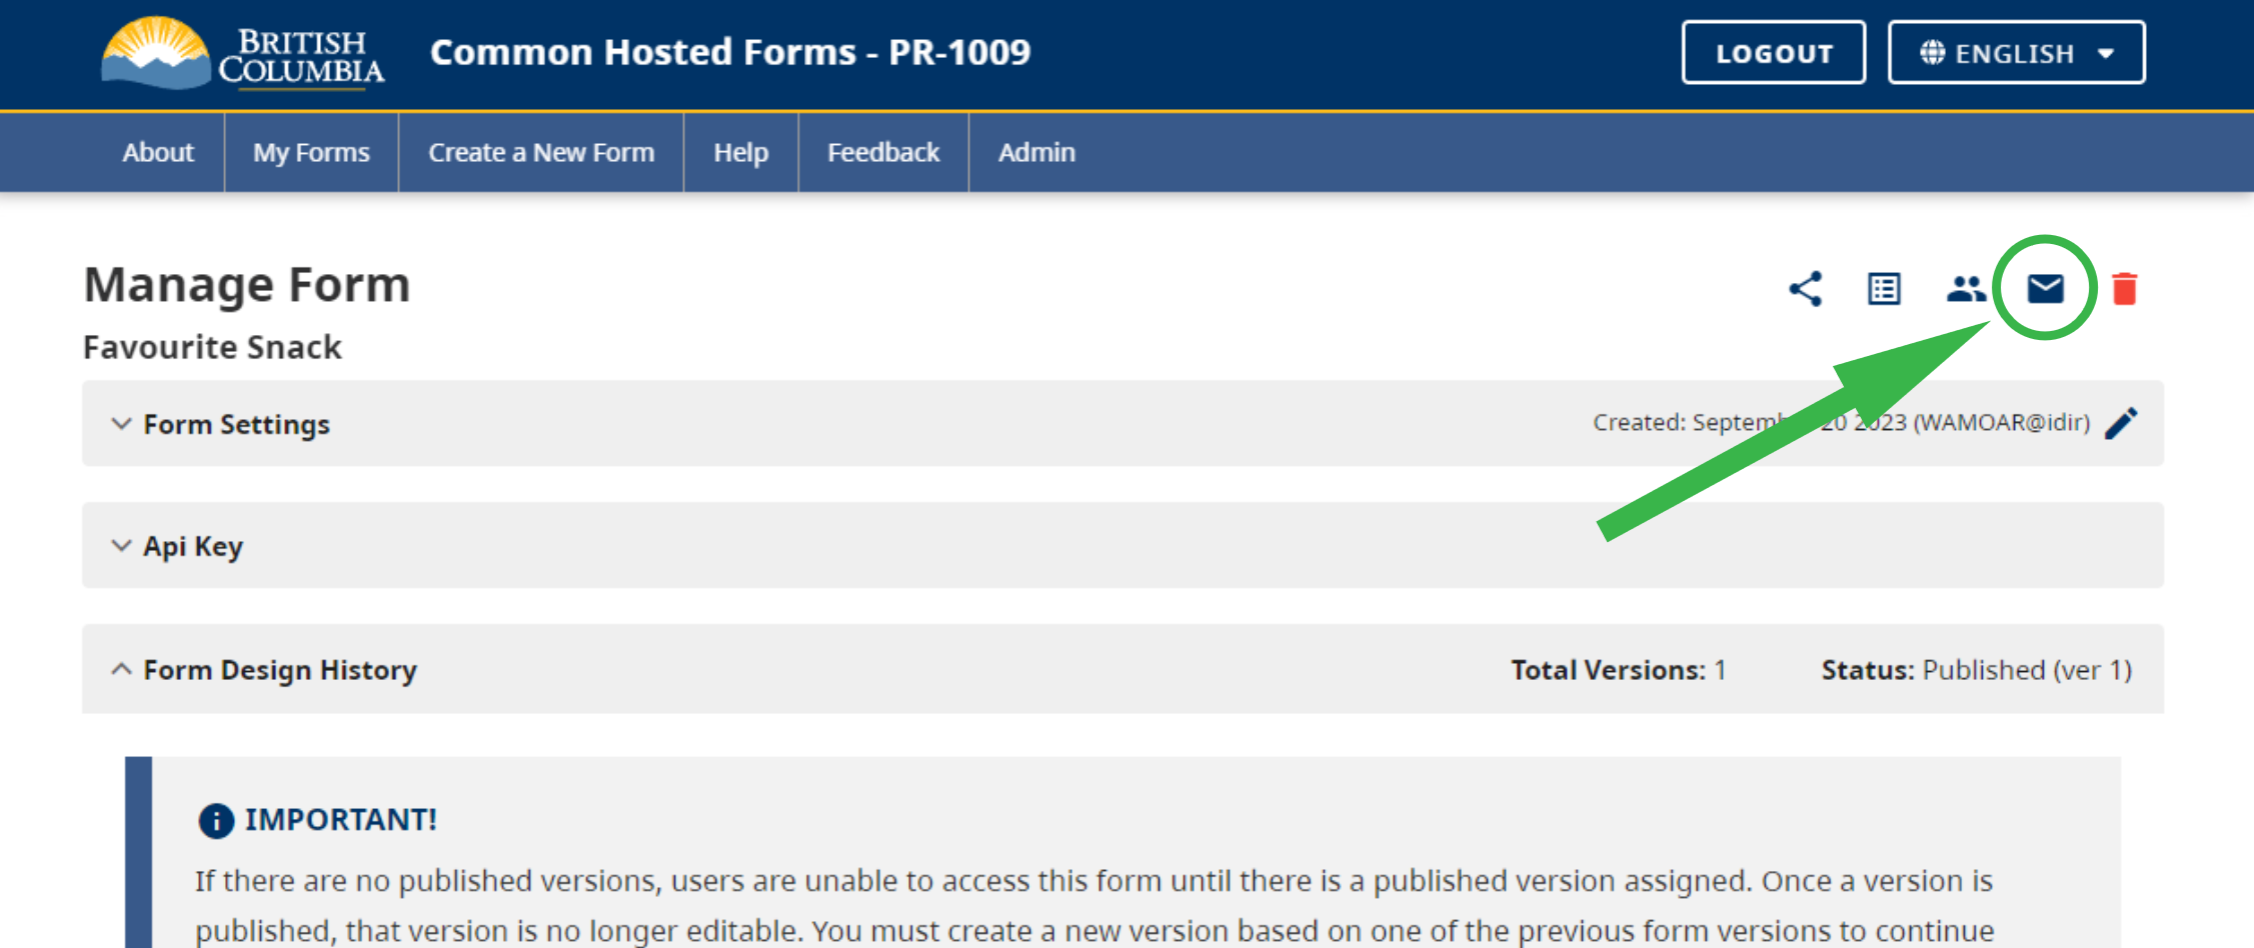 BRITISH
COLUMBIA
Common Hosted Forms - PR-1009
LOGOUT
ENGLISH
About
My Forms
Create a New Form
Help
Feedback
Admin
Manage Form
Favourite Snack
Form Settings
Created: September 20 2023 (WAMOAR@idir)
Api Key
Form Design History
Total Versions: 1
Status: Published (ver 1)
IMPORTANT!
If there are no published versions, users are unable to access this form until there is a published version assigned. Once a version is
published, that version is no longer editable. You must create a new version based on one of the previous form versions to continue